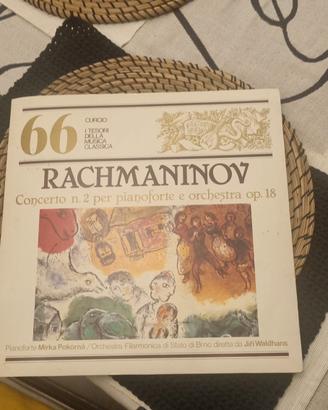 66
CURCIO
I TESORI
DELLA
MUSICA
CLASSICA
RACHMANINOV
Concerto n. 2 per pianoforte e orchestra op. 18
Pianoforte Mirka Pokorná / Orchestra Filarmonica di Stato di Brno diretta da Jiří Waldhans